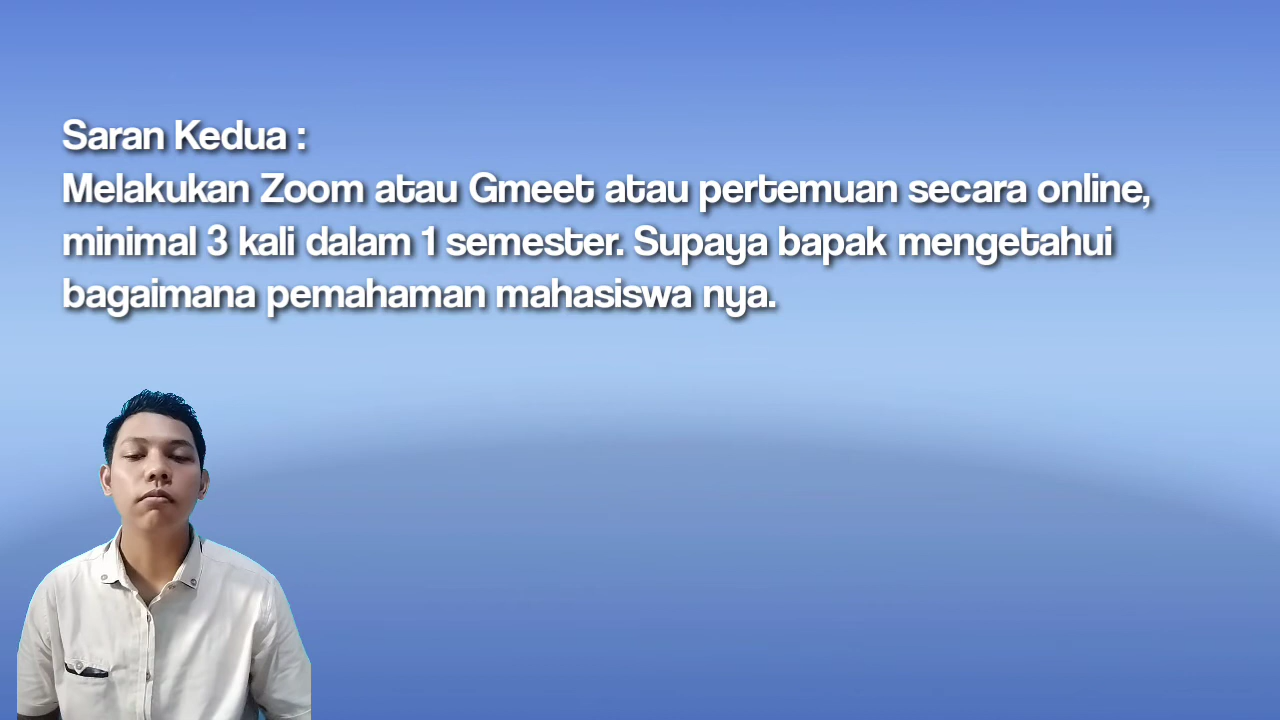 Saran Kedua :
Melakukan Zoom atau Gmeet atau pertemuan secara online,
minimal 3 kali dalam 1 semester. Supaya bapak mengetahui
bagaimana pemahaman mahasiswa nya.